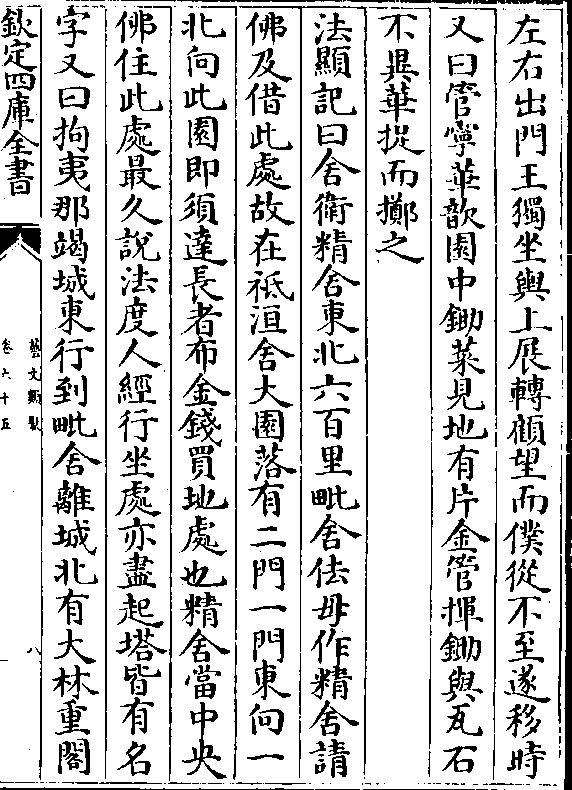 左右出門王獨坐輿上展轉顧望而僕從不至遂移時
又曰管寧華歆園中鋤菜見地有片金管揮鋤與瓦石
不異華捉而擲之
法顯記曰舍衛精舍東北六百里毗舍佉毋作精舍請
佛及借此處故在祗洹舍大園落有二門一門東向一
北向此園即須達長者布金錢買地處也精舍當中央
佛住此處最久說法度人經行坐處亦盡起塔皆有名
字又曰拘夷那竭城東行到毗舍離城北有大林重閣
欽定四庫全書
藝文類聚
卷六十五
八